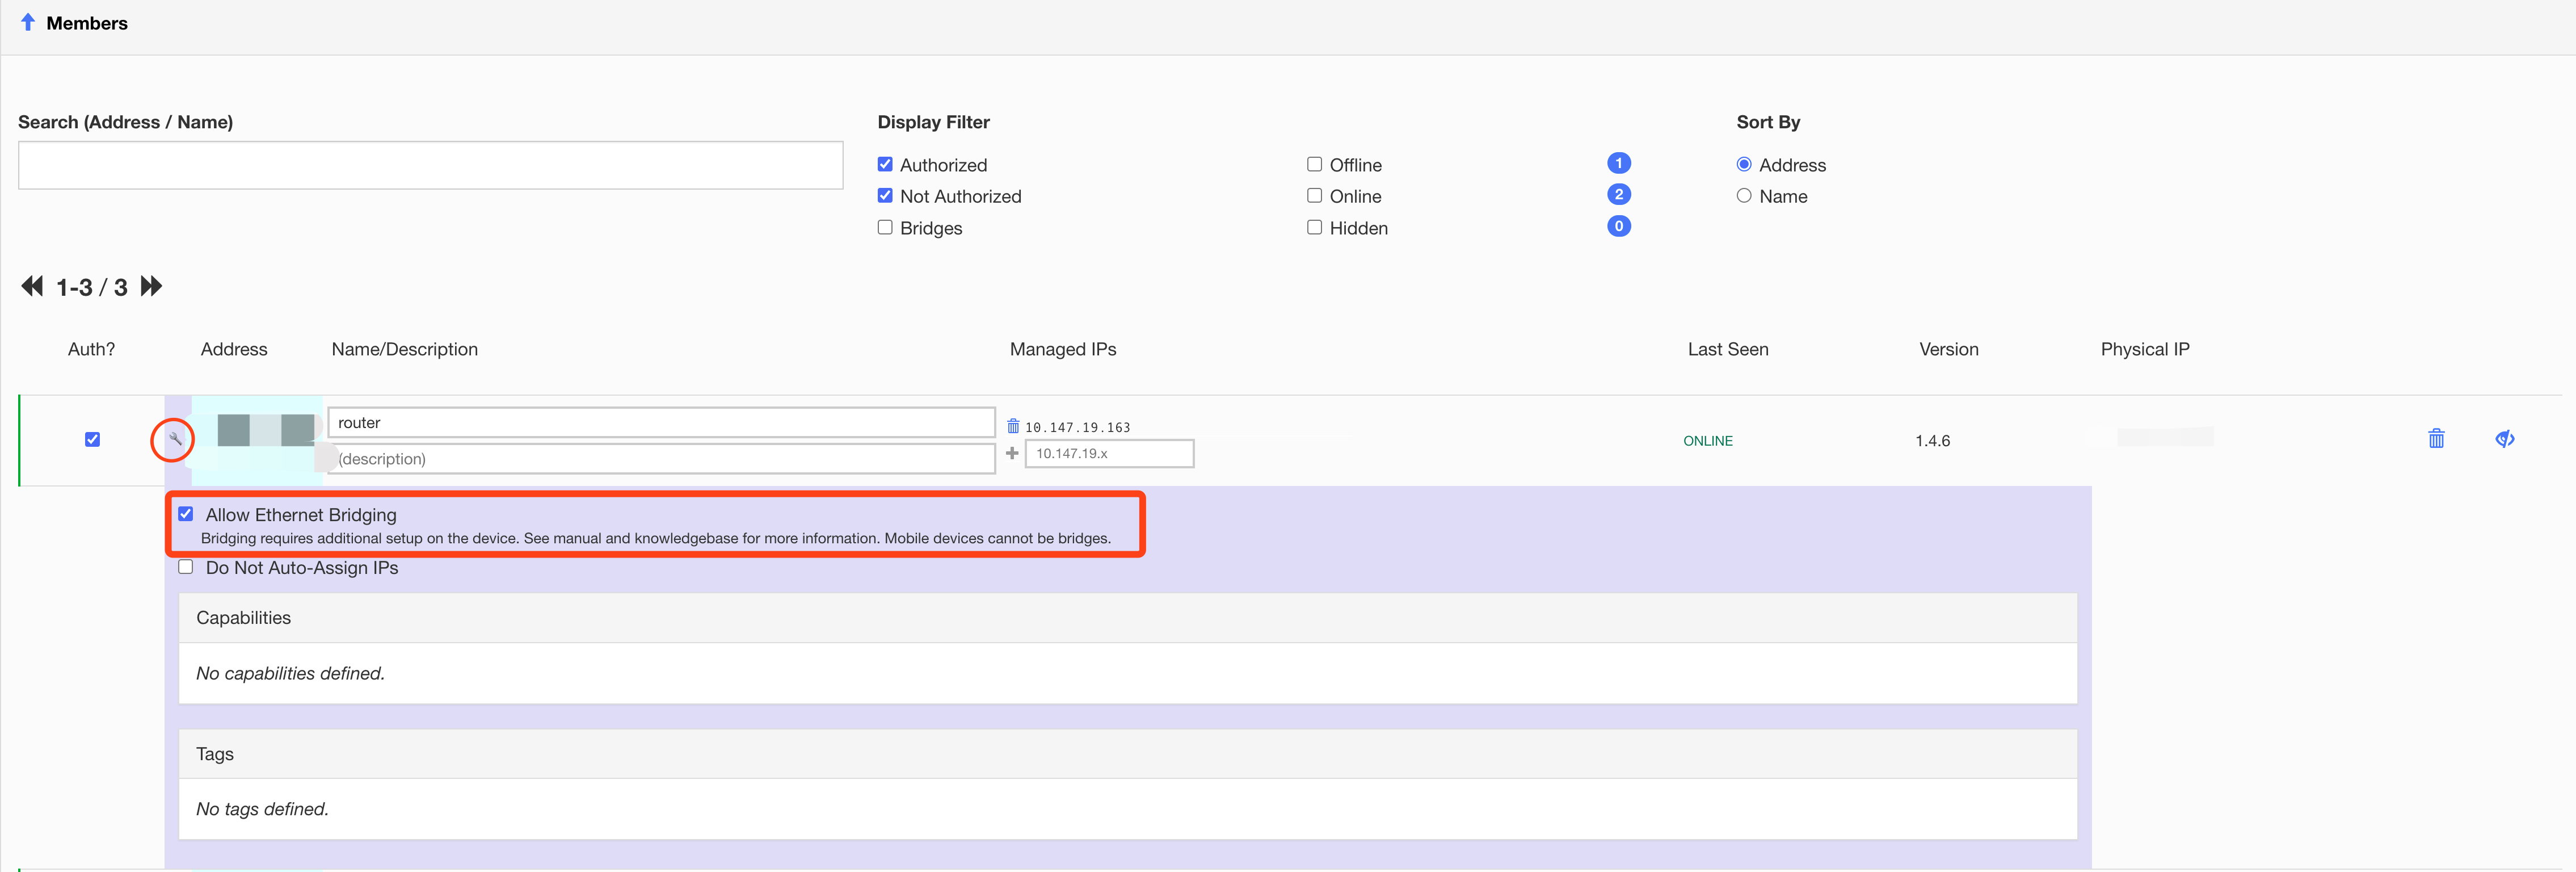 Members
Search (Address / Name)
Display Filter
Sort By
Authorized
Offline
1
Address
Not Authorized
Online
2
Name
Bridges
Hidden
0
1-3 / 3
Auth?
Address
Name/Description
Managed IPs
Last Seen
Version
Physical IP
router
10.147.19.163
(description)
10.147.19.x
ONLINE
1.4.6
Allow Ethernet Bridging
Bridging requires additional setup on the device. See manual and knowledgebase for more information. Mobile devices cannot be bridges.
Do Not Auto-Assign IPs
Capabilities
No capabilities defined.
Tags
No tags defined.